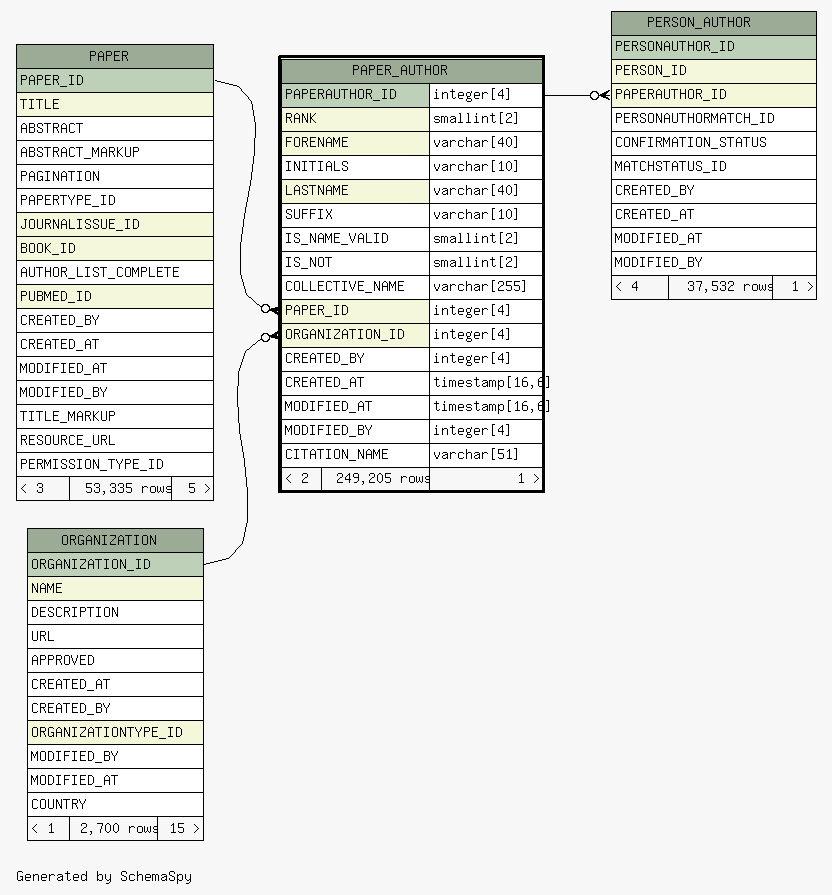 PAPER
PAPER_ID
TITLE
ABSTRACT
ABSTRACT_MARKUP
PAGINATION
PAPERTYPE_ID
JOURNALISSUE_ID
BOOK_ID
AUTHOR_LIST_COMPLETE
PUBMED_ID
CREATED_BY
CREATED_AT
MODIFIED_AT
MODIFIED_BY
TITLE_MARKUP
RESOURCE_URL
PERMISSION_TYPE_ID
< 3 53,335 rows 5 >
PAPER_AUTHOR
PAPERAUTHOR_ID integer[4]
RANK smallint[2]
FORENAME varchar[40]
INITIALS varchar[10]
LASTNAME varchar[40]
SUFFIX varchar[10]
IS_NAME_VALID smallint[2]
IS_NOT smallint[2]
COLLECTIVE_NAME varchar[255]
PAPER_ID integer[4]
ORGANIZATION_ID integer[4]
CREATED_BY integer[4]
CREATED_AT timestamp[16,6]
MODIFIED_AT timestamp[16,6]
MODIFIED_BY integer[4]
CITATION_NAME varchar[51]
< 2 249,205 rows 1 >
PERSON_AUTHOR
PERSONAUTHOR_ID
PERSON_ID
PAPERAUTHOR_ID
PERSONAUTHORMATCH_ID
CONFIRMATION_STATUS
MATCHSTATUS_ID
CREATED_BY
CREATED_AT
MODIFIED_AT
MODIFIED_BY
< 4 37,532 rows 1 >
ORGANIZATION
ORGANIZATION_ID
NAME
DESCRIPTION
URL
APPROVED
CREATED_AT
CREATED_BY
ORGANIZATIONTYPE_ID
MODIFIED_BY
MODIFIED_AT
COUNTRY
< 1 2,700 rows 15 >
Generated by SchemaSpy